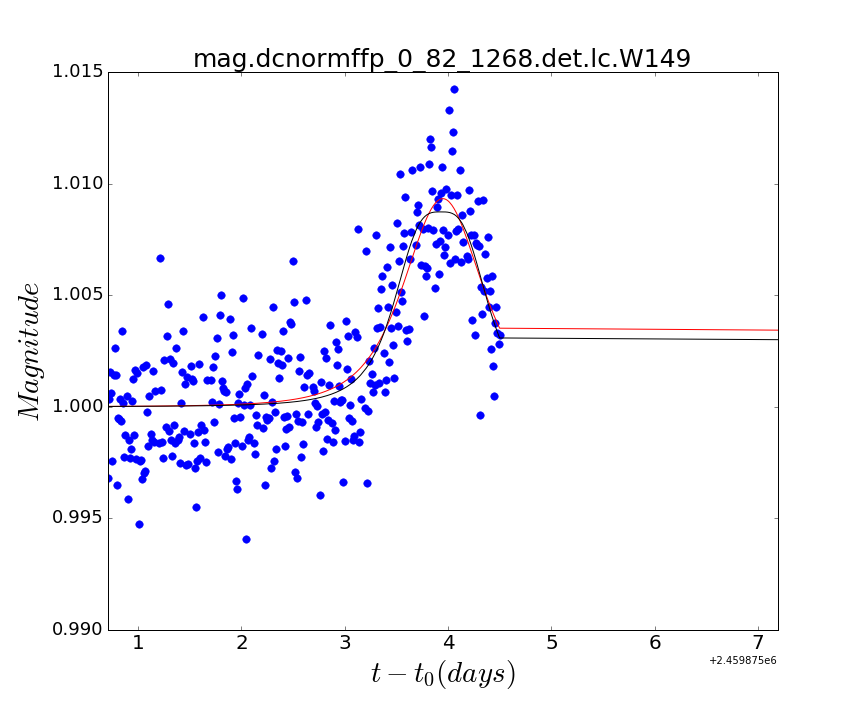 mag.dcnormffp_0_82_1268.det.lc.W149
1.015
1.010
1.005
1.000
0.995
0.990
Magnitude
1 2 3 4 5 6 7
+2.459875e6
t − t₀(days)